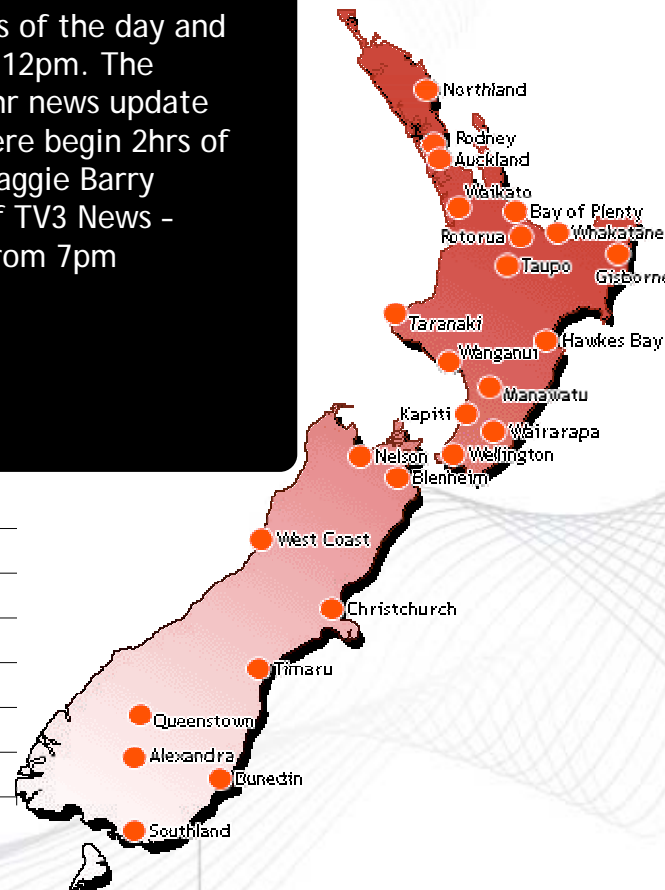 s of the day and
12pm. The
hr news update
ere begin 2hrs of
aggie Barry
f TV3 News –
rom 7pm
Northland
Rodney
Auckland
Waikato
Bay of Plenty
Rotorua
Whakatane
Taupo
Gisborne
Taranaki
Hawkes Bay
Wanganui
Manawatu
Kapiti
Wairarapa
Nelson
Wellington
Blenheim
West Coast
Christchurch
Timaru
Queenstown
Alexandra
Dunedin
Southland